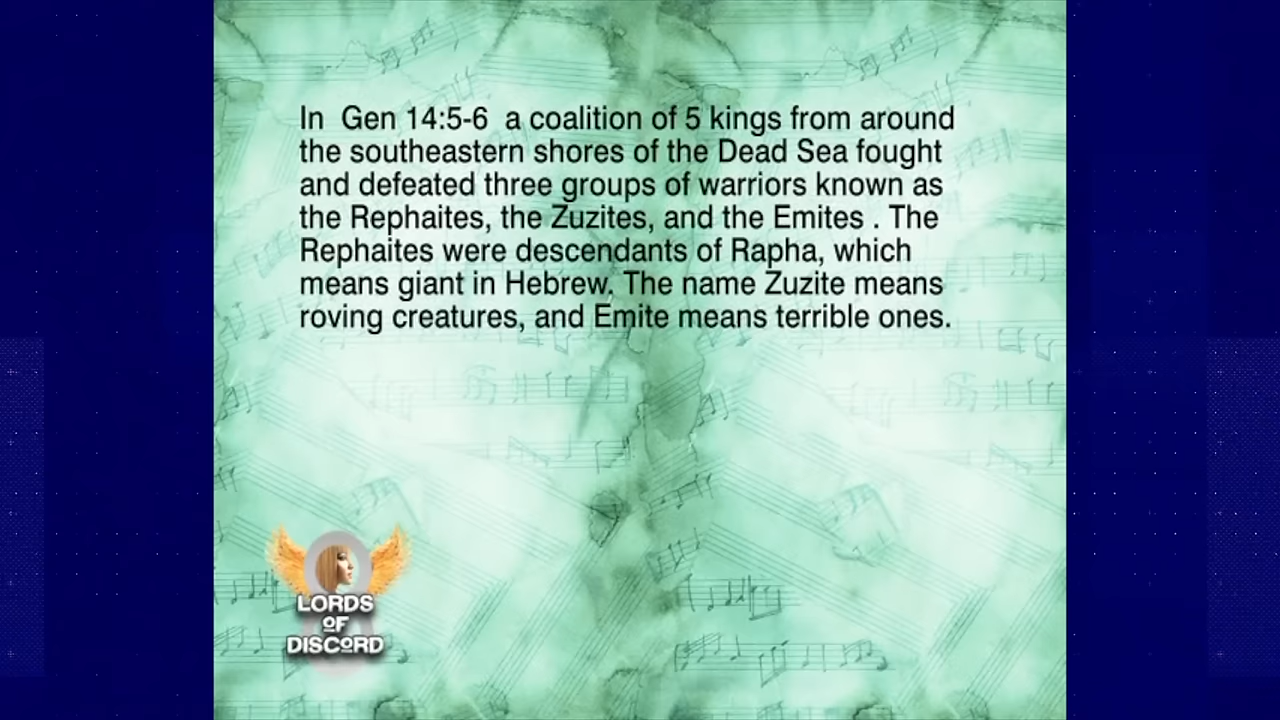 In  Gen 14:5-6  a coalition of 5 kings from around
the southeastern shores of the Dead Sea fought
and defeated three groups of warriors known as
the Rephaites, the Zuzites, and the Emites . The
Rephaites were descendants of Rapha, which
means giant in Hebrew. The name Zuzite means
roving creatures, and Emite means terrible ones.
LORDS
OF
DISCORD